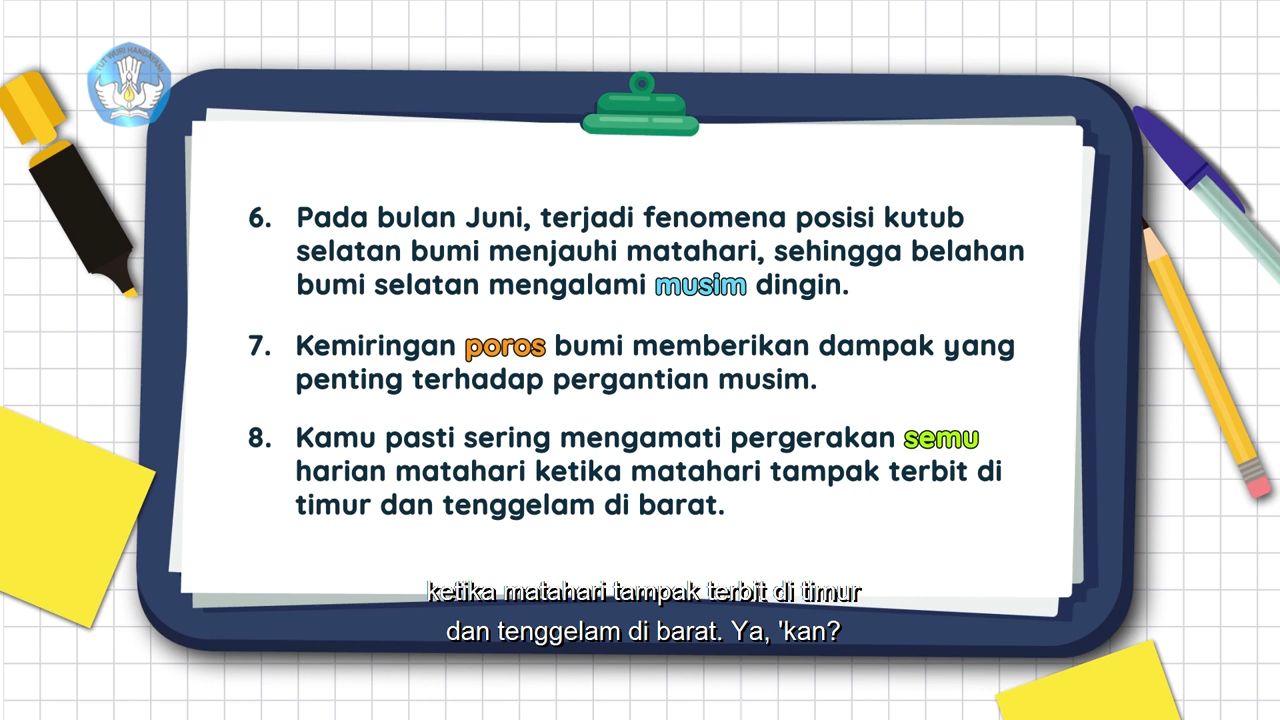 TUT WURI HANDAYANI
6. Pada bulan Juni, terjadi fenomena posisi kutub
selatan bumi menjauhi matahari, sehingga belahan
bumi selatan mengalami musim dingin.
7. Kemiringan poros bumi memberikan dampak yang
penting terhadap pergantian musim.
8. Kamu pasti sering mengamati pergerakan semu
harian matahari ketika matahari tampak terbit di
timur dan tenggelam di barat.
ketika matahari tampak terbit di timur
dan tenggelam di barat. Ya, 'kan?